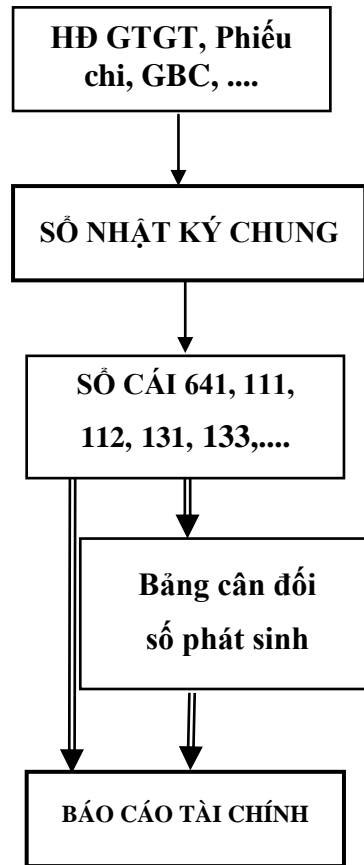 HĐ GTGT, Phiếu
chi, GBC, ....
SỔ NHẬT KÝ CHUNG
SỔ CÁI 641, 111,
112, 131, 133,....
Bảng cân đối
số phát sinh
BÁO CÁO TÀI CHÍNH